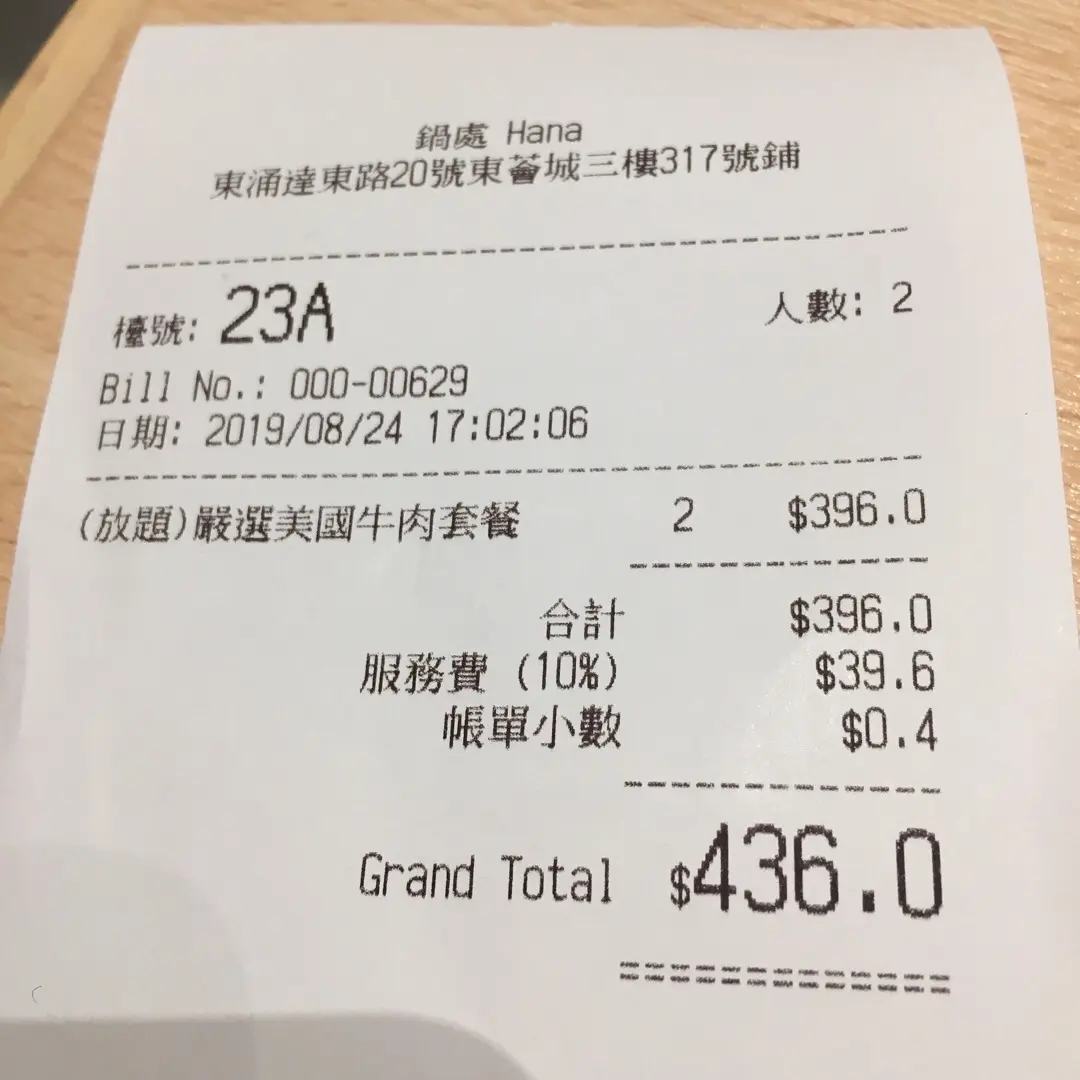 鍋處 Hana
東涌達東路20號東薈城三樓317號鋪
檯號: 23A 人數: 2
Bill No.: 000-00629
日期: 2019/08/24 17:02:06
(放題)嚴選美國牛肉套餐 2 $396.0
合計 $396.0
服務費 (10%) $39.6
帳單小數 $0.4
Grand Total $436.0